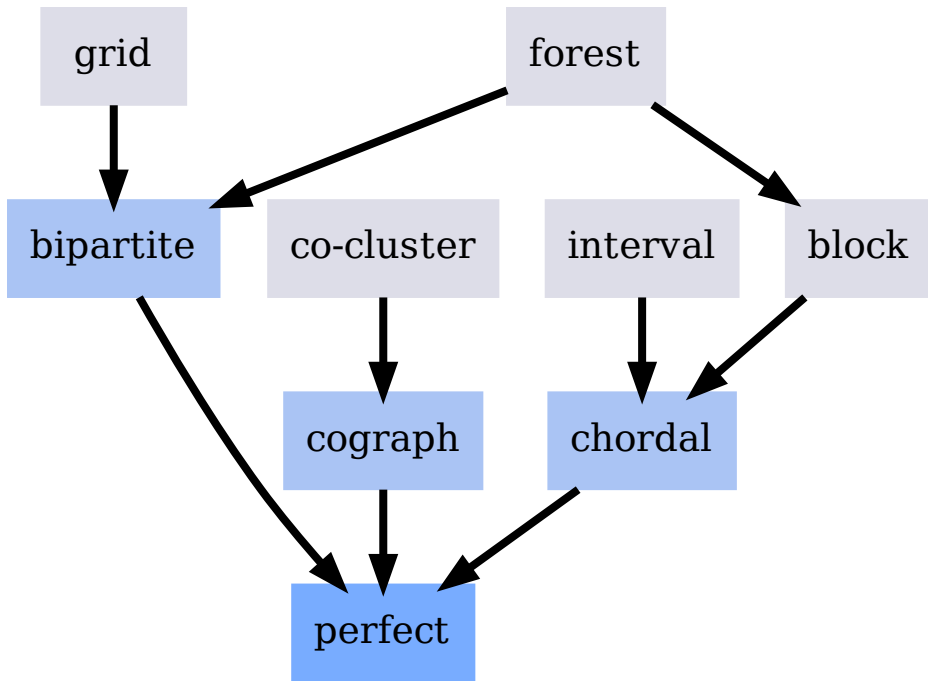 grid
forest
bipartite
co-cluster
interval
block
cograph
chordal
perfect